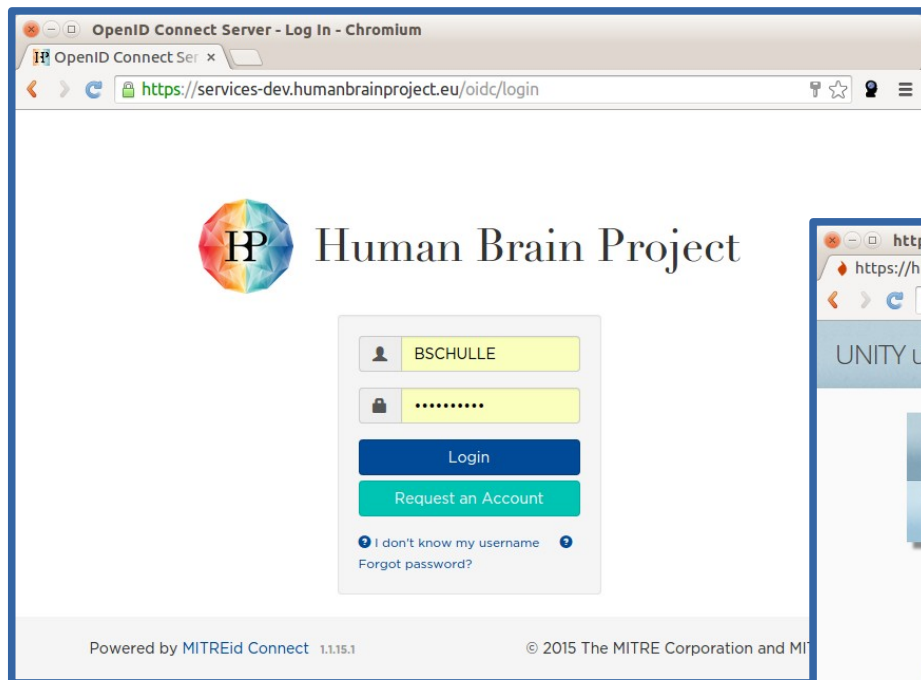 OpenID Connect Server - Log In - Chromium
OpenID Connect Ser
https://services-dev.humanbrainproject.eu/oidc/login
HP Human Brain Project
BSCHULLE
••••••••••
Login
Request an Account
I don't know my username
Forgot password?
Powered by MITREid Connect 1.1.15.1
© 2015 The MITRE Corporation and MIT
http
https://h
UNITY u